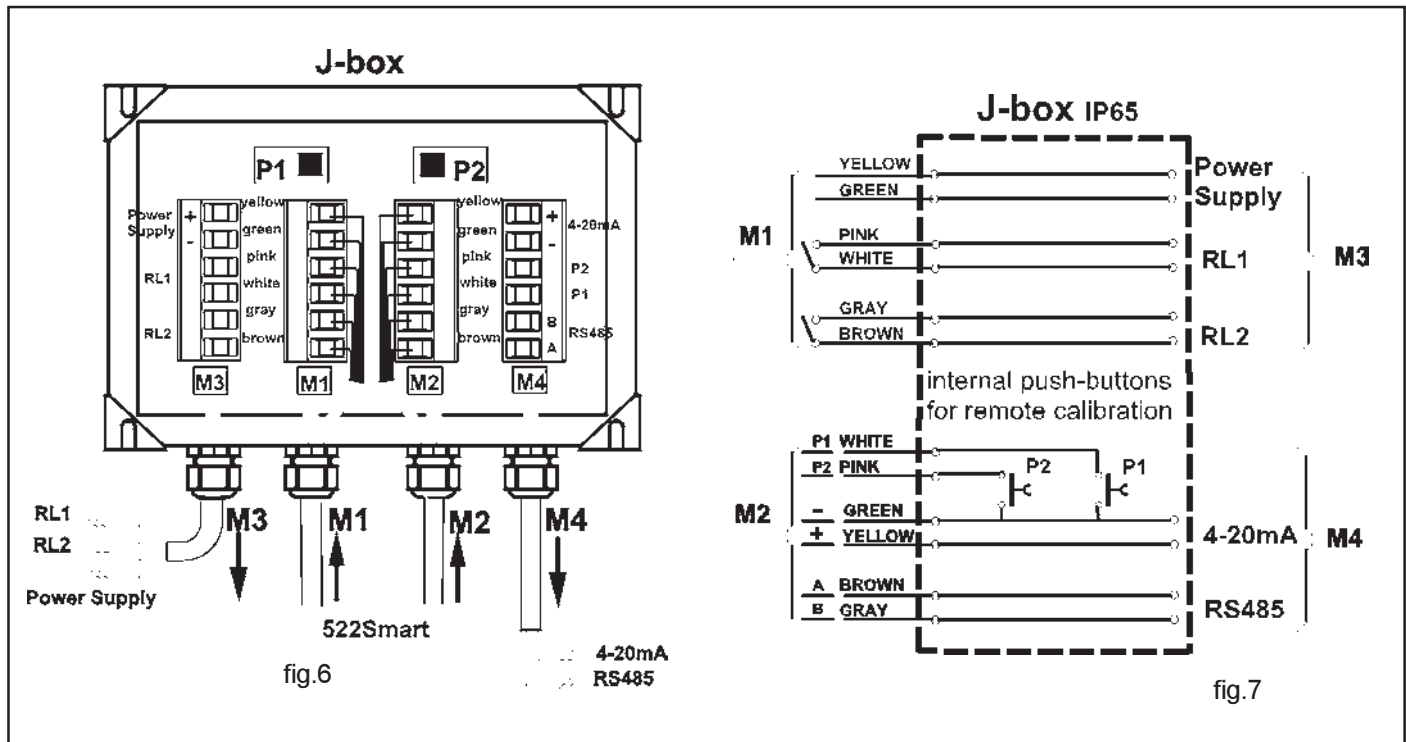 J-box
P1
P2
Power
Supply
+
-
RL1
RL2
yellow
green
pink
white
gray
brown
yellow
green
pink
white
gray
brown
+
-
B
A
4-20mA
P2
P1
RS485
M3
M1
M2
M4
RL1
RL2
Power Supply
M3
M1
M2
M4
522Smart
4-20mA
RS485
fig.6
J-box IP65
M1
YELLOW
GREEN
PINK
WHITE
GRAY
BROWN
Power
Supply
RL1
RL2
M3
internal push-buttons
for remote calibration
M2
P1 WHITE
P2 PINK
- GREEN
+ YELLOW
A BROWN
B GRAY
P2
P1
4-20mA
RS485
M4
fig.7